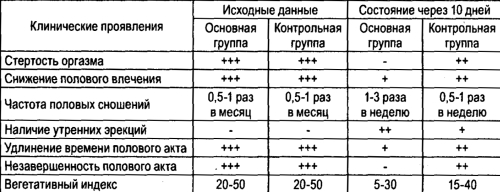 Клинические проявления Исходные данные Состояние через 10 дней
Основная группа Контрольная группа Основная группа Контрольная группа
Стертость оргазма +++ +++ - ++
Снижение полового влечения +++ +++ + ++
Частота половых сношений 0,5-1 раз в месяц 0,5-1 раз в месяц 1-3 раза в неделю 0,5-1 раз в неделю
Наличие утренних эрекций - - ++ +
Удлинение времени полового акта +++ +++ + ++
Незавершенность полового акта +++ +++ - ++
Вегетативный индекс 20-50 20-50 5-30 15-40